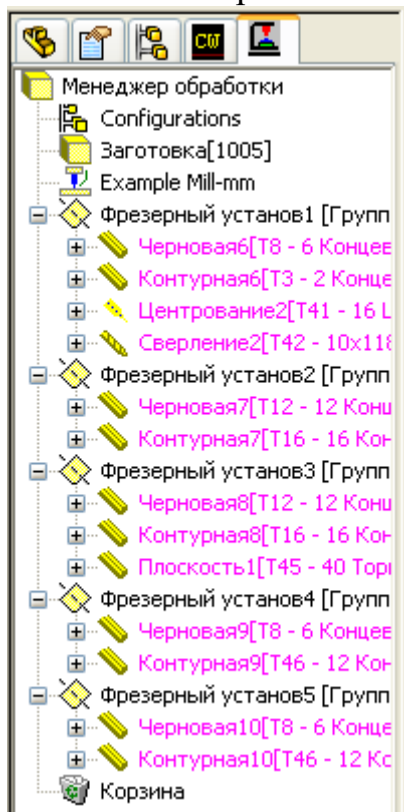 CW
Менеджер обработки
Configurations
Заготовка[1005]
Example Mill-mm
Фрезерный установ1 [Групп
Черновая6[T8 - 6 Концев
Контурная6[T3 - 2 Конце
Центрование2[T41 - 16 Ц
Сверление2[T42 - 10x118
Фрезерный установ2 [Групп
Черновая7[T12 - 12 Конц
Контурная7[T16 - 16 Кон
Фрезерный установ3 [Групп
Черновая8[T12 - 12 Конц
Контурная8[T16 - 16 Кон
Плоскость1[T45 - 40 Торц
Фрезерный установ4 [Групп
Черновая9[T8 - 6 Концев
Контурная9[T46 - 12 Кон
Фрезерный установ5 [Групп
Черновая10[T8 - 6 Конце
Контурная10[T46 - 12 Ко
Корзина